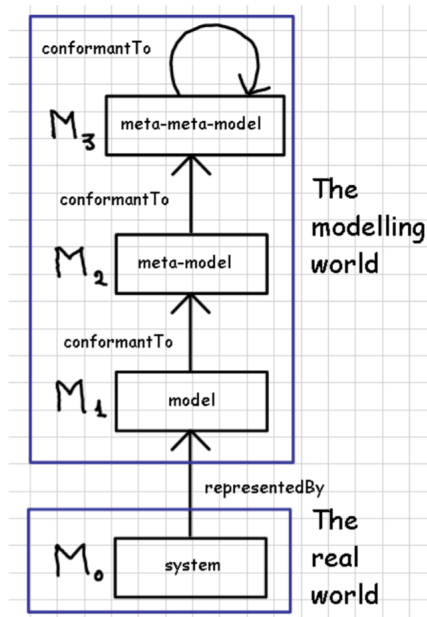 conformantTo
M3
meta-meta-model
conformantTo
The
modelling
world
M2
meta-model
conformantTo
M1
model
representedBy
The
real
world
M0
system